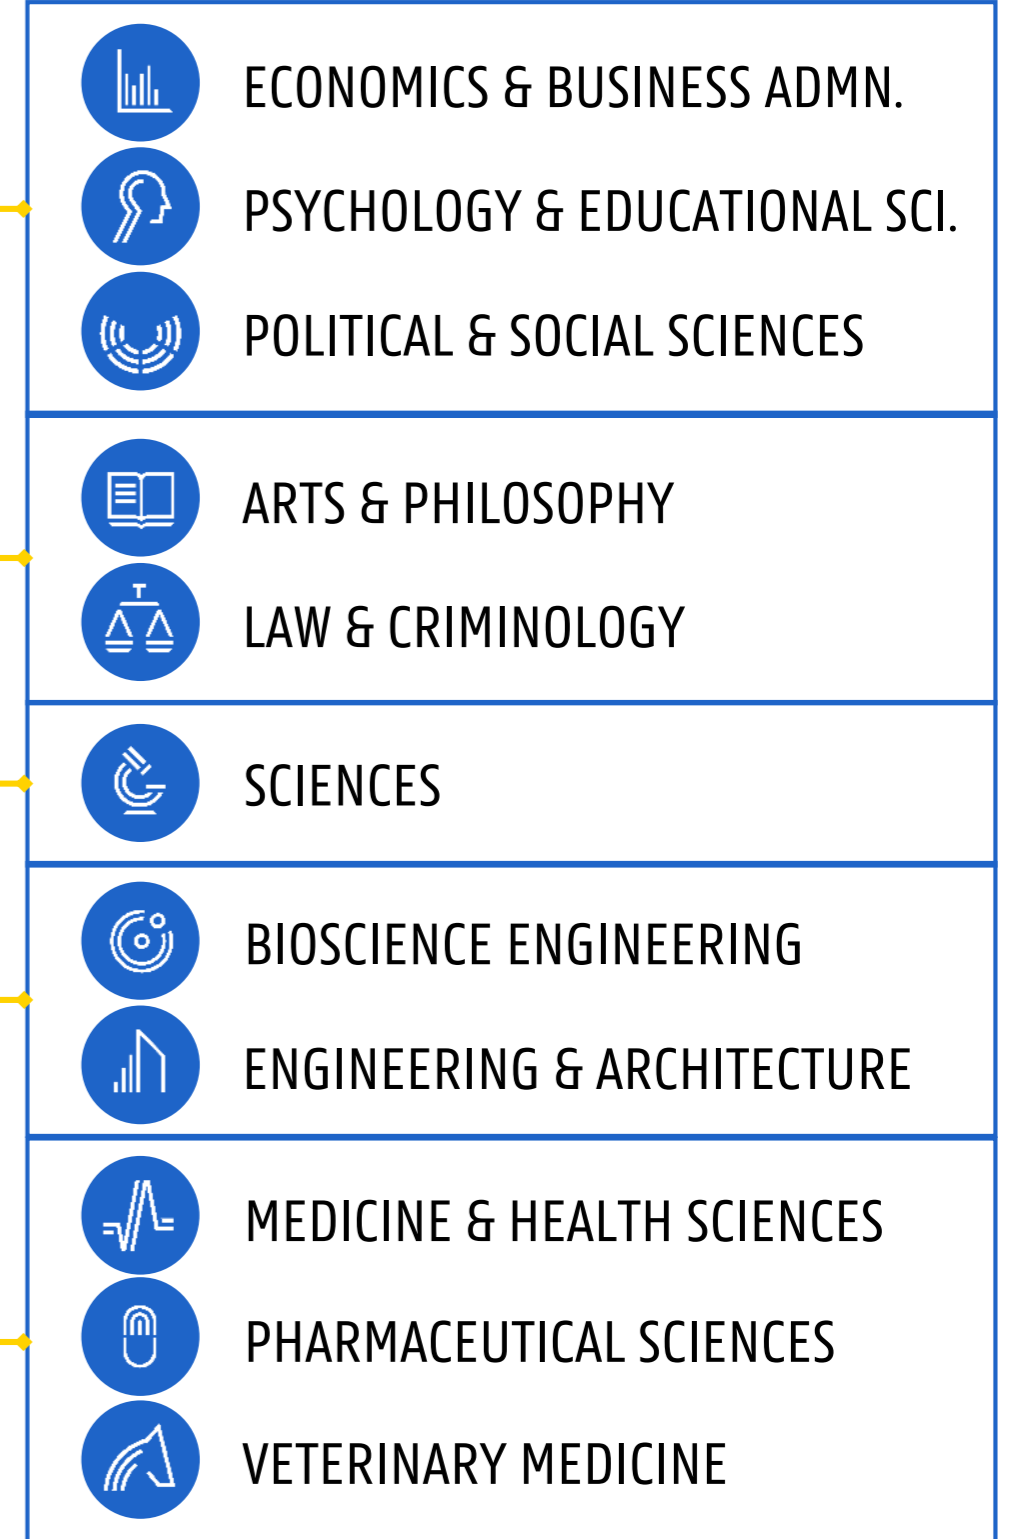 ECONOMICS & BUSINESS ADMN.
PSYCHOLOGY & EDUCATIONAL SCI.
POLITICAL & SOCIAL SCIENCES
ARTS & PHILOSOPHY
LAW & CRIMINOLOGY
SCIENCES
BIOSCIENCE ENGINEERING
ENGINEERING & ARCHITECTURE
MEDICINE & HEALTH SCIENCES
PHARMACEUTICAL SCIENCES
VETERINARY MEDICINE